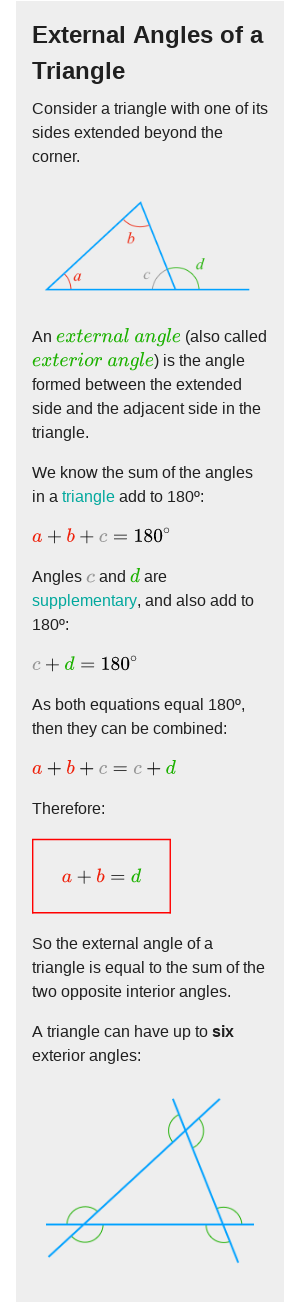 External Angles of a
Triangle
Consider a triangle with one of its
sides extended beyond the
corner.
b
a
c
d
An external angle (also called
exterior angle) is the angle
formed between the extended
side and the adjacent side in the
triangle.
We know the sum of the angles
in a triangle add to 180º:
a + b + c = 180°
Angles c and d are
supplementary, and also add to
180º:
c + d = 180°
As both equations equal 180º,
then they can be combined:
a + b + c = c + d
Therefore:
a + b = d
So the external angle of a
triangle is equal to the sum of the
two opposite interior angles.
A triangle can have up to six
exterior angles: